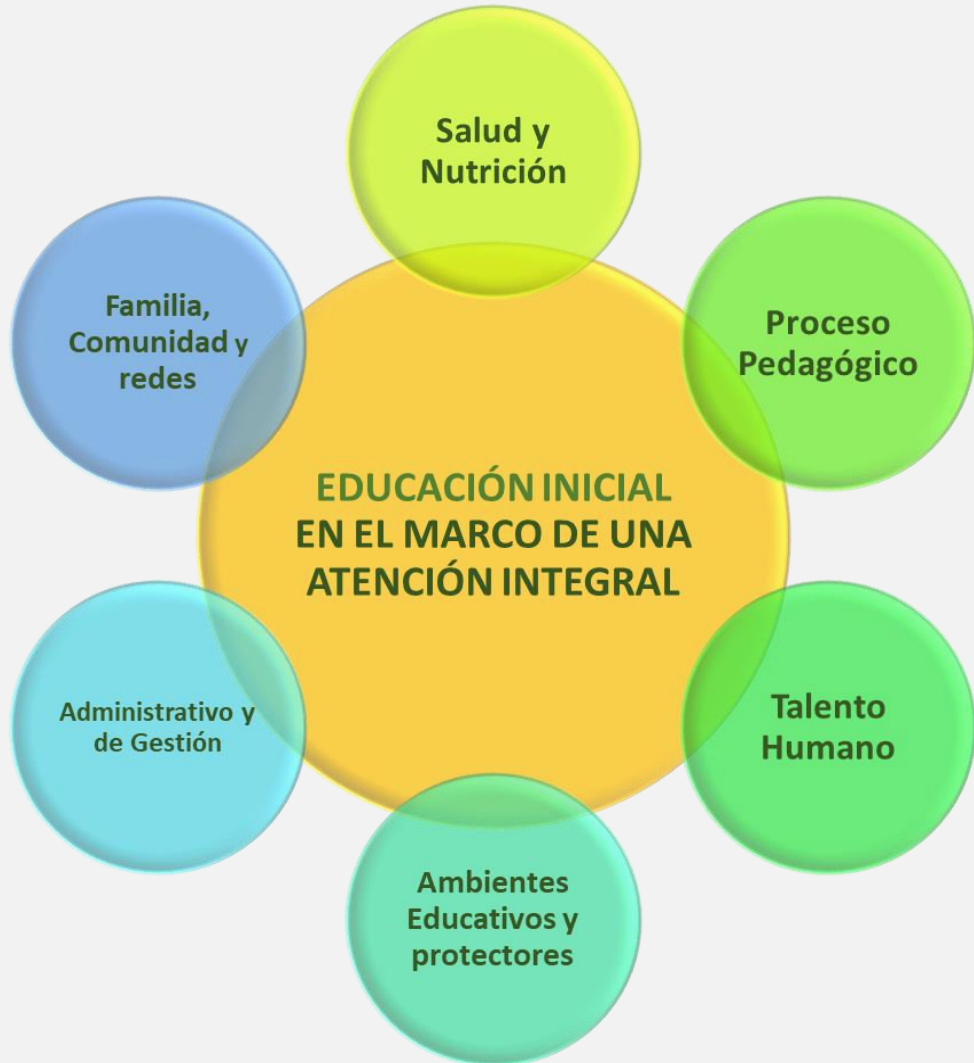 Salud y
Nutrición
Proceso
Pedagógico
Talento
Humano
Ambientes
Educativos y
protectores
Administrativo y
de Gestión
Familia,
Comunidad y
redes
EDUCACIÓN INICIAL
EN EL MARCO DE UNA
ATENCIÓN INTEGRAL